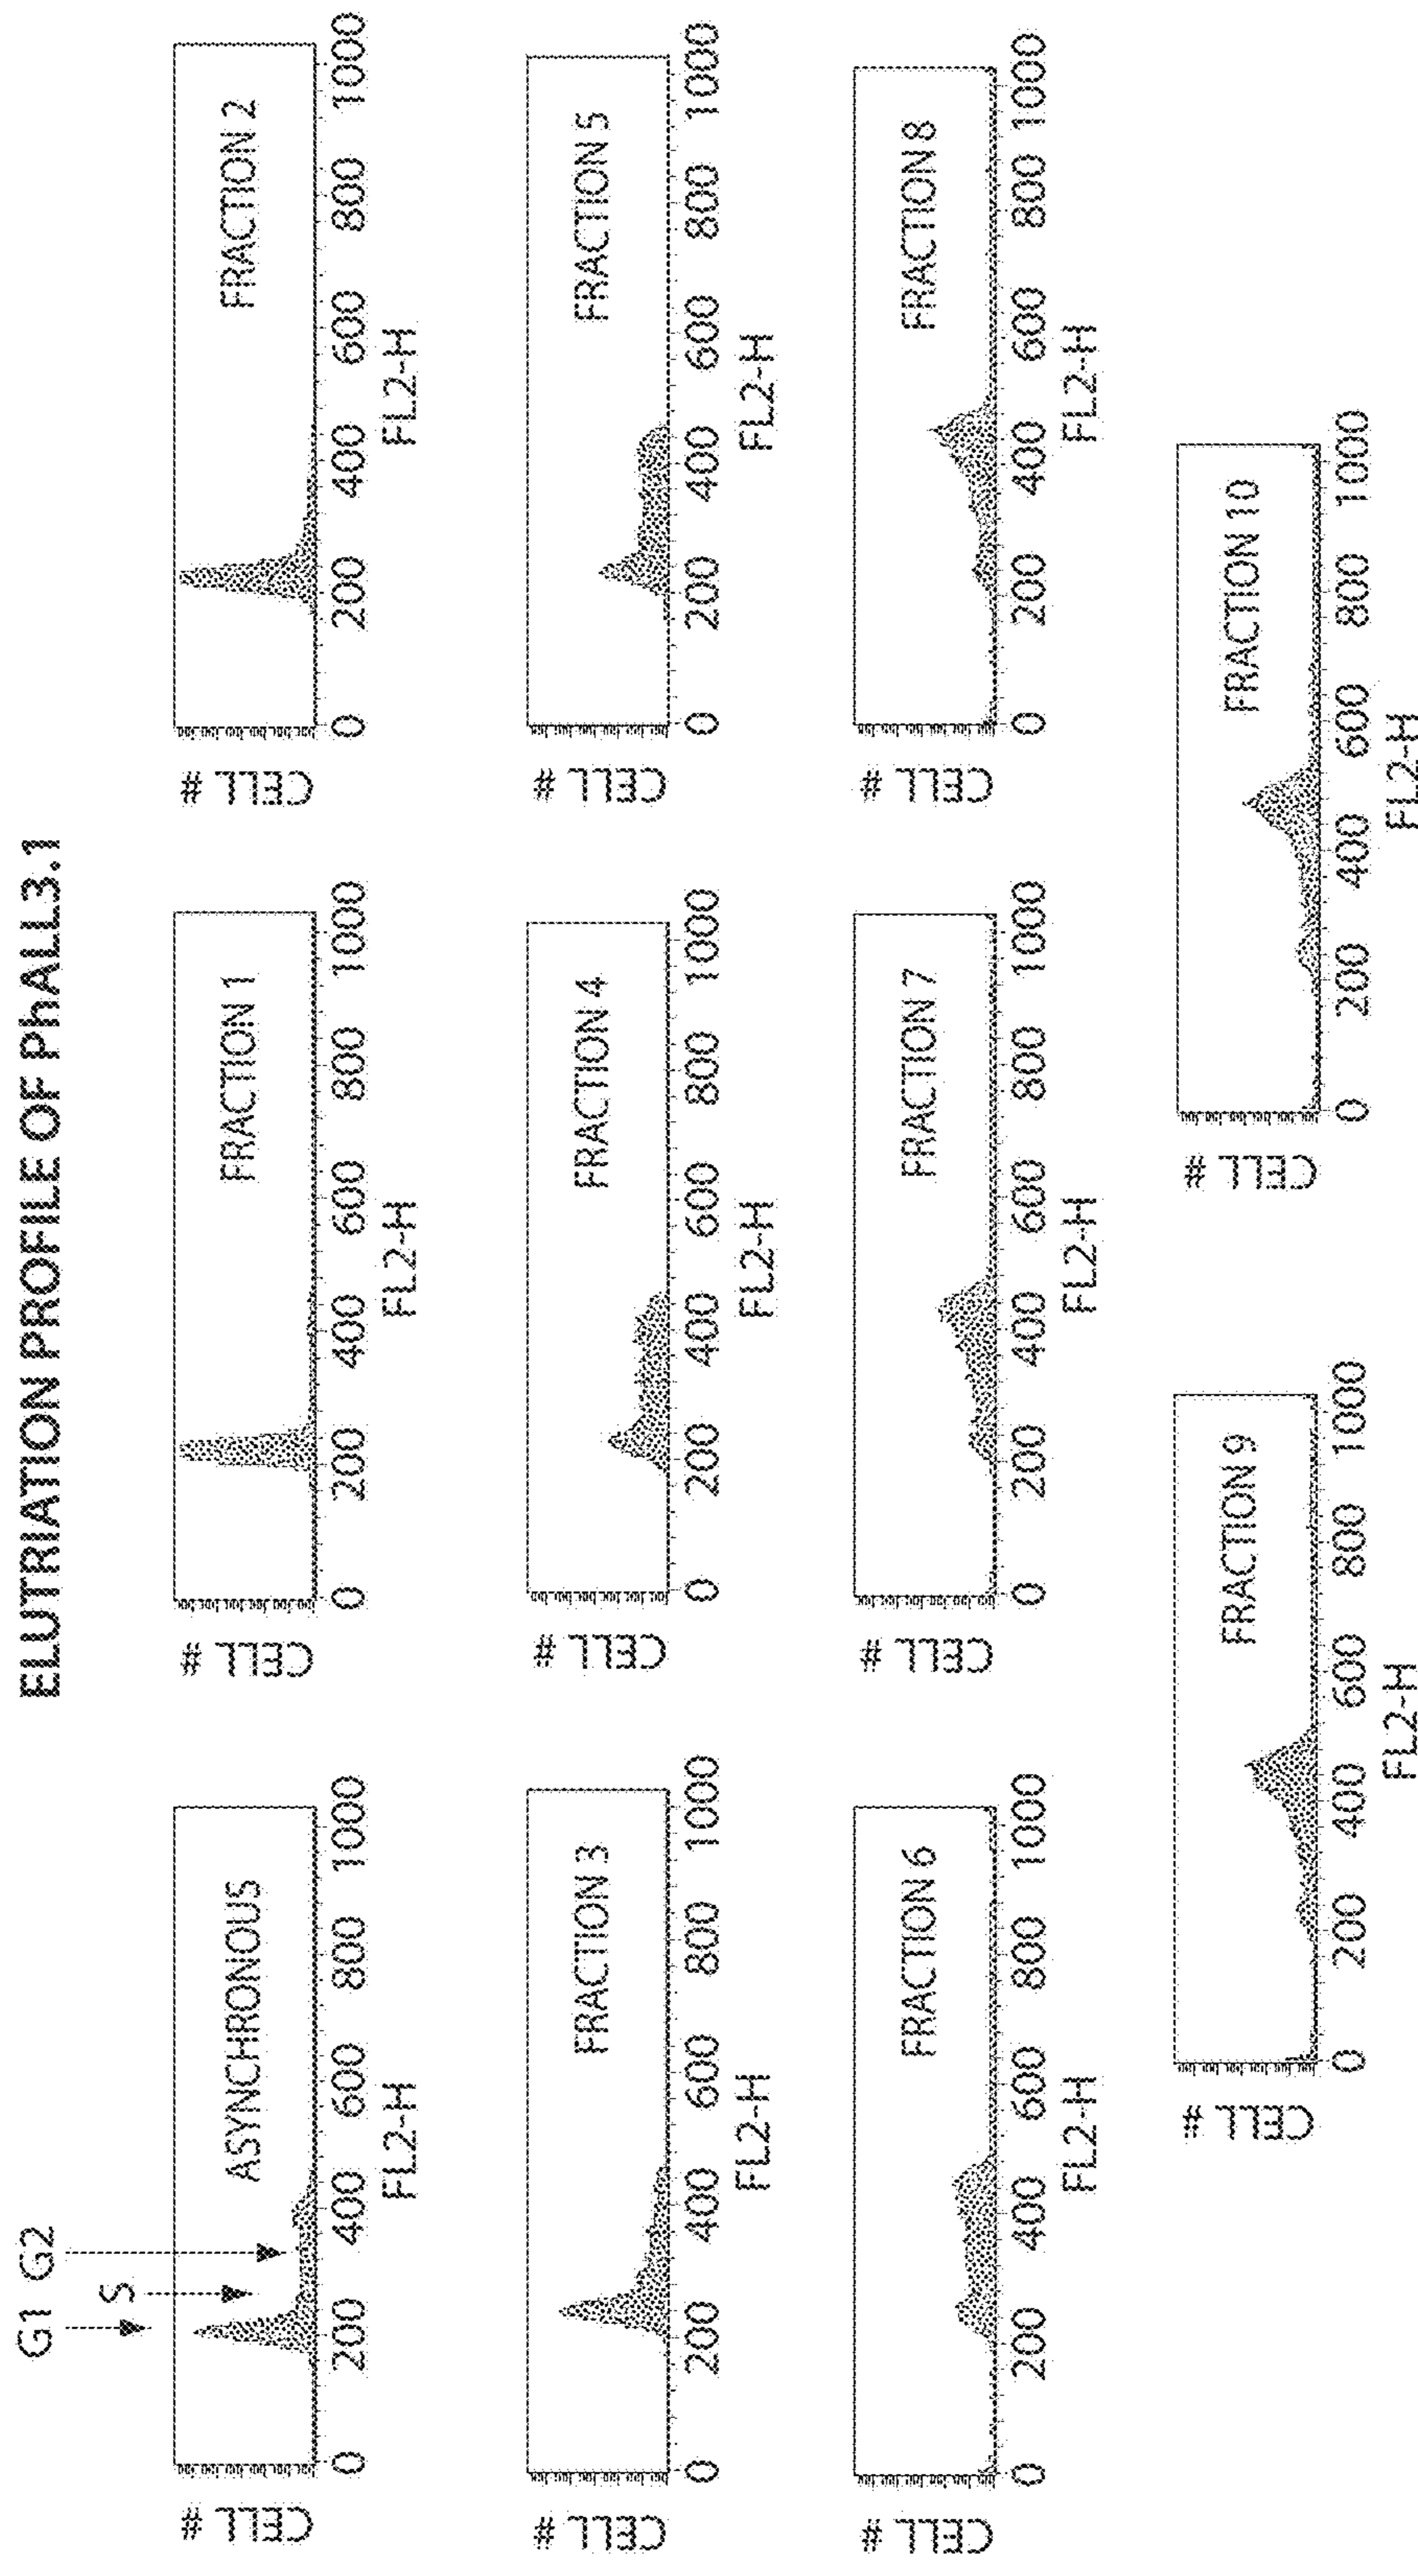 ELUTRIATION PROFILE OF PhALL3.1
G1
S
G2
CELL #
ASYNCHRONOUS
0 200 400 600 800 1000
FL2-H
CELL #
FRACTION 1
0 200 400 600 800 1000
FL2-H
CELL #
FRACTION 2
0 200 400 600 800 1000
FL2-H
CELL #
FRACTION 3
0 200 400 600 800 1000
FL2-H
CELL #
FRACTION 4
0 200 400 600 800 1000
FL2-H
CELL #
FRACTION 5
0 200 400 600 800 1000
FL2-H
CELL #
FRACTION 6
0 200 400 600 800 1000
FL2-H
CELL #
FRACTION 7
0 200 400 600 800 1000
FL2-H
CELL #
FRACTION 8
0 200 400 600 800 1000
FL2-H
CELL #
FRACTION 9
0 200 400 600 800 1000
FL2-H
CELL #
FRACTION 10
0 200 400 600 800 1000
FL2-H